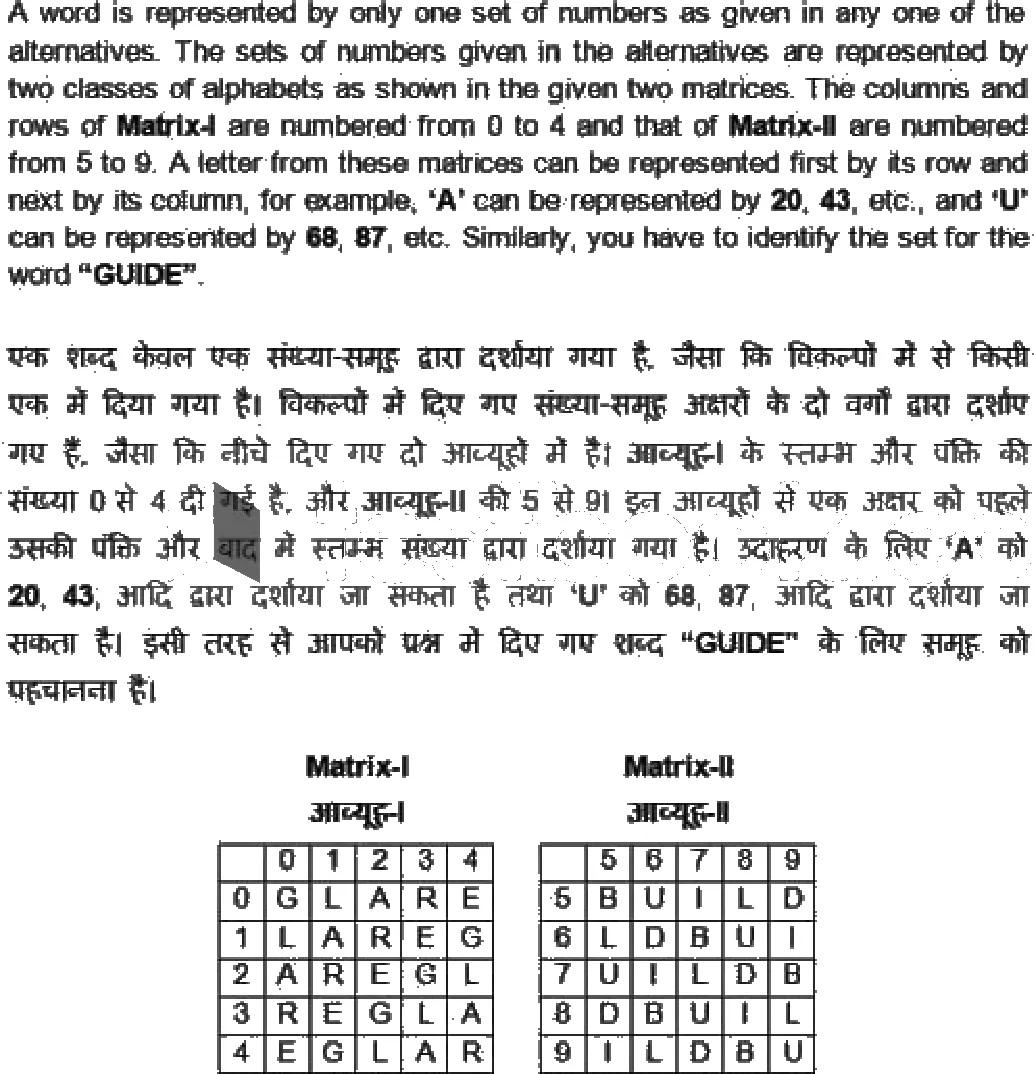 A word is represented by only one set of numbers as given in any one of the
alternatives. The sets of numbers given in the alternatives are represented by
two classes of alphabets as shown in the given two matrices. The columns and
rows of Matrix-I are numbered from 0 to 4 and that of Matrix-II are numbered
from 5 to 9. A letter from these matrices can be represented first by its row and
next by its column, for example, 'A' can be represented by 20, 43, etc., and 'U'
can be represented by 68, 87, etc. Similarly, you have to identify the set for the
word "GUIDE".
एक शब्द केवल एक संख्या-समूह द्वारा दर्शाया गया है, जैसा कि विकल्पों में से किसी
एक में दिया गया है। विकल्पों में दिए गए संख्या-समूह अक्षरों के दो वर्गों द्वारा दर्शाए
गए हैं, जैसा कि नीचे दिए गए दो आव्यूहों में है। आव्यूह-I के स्तम्भ और पंक्ति की
संख्या 0 से 4 दी गई है, और आव्यूह-II की 5 से 9। इन आव्यूहों से एक अक्षर को पहले
उसकी पंक्ति और बाद में स्तम्भ संख्या द्वारा दर्शाया गया है। उदाहरण के लिए 'A' को
20, 43, आदि द्वारा दर्शाया जा सकता है तथा 'U' को 68, 87, आदि द्वारा दर्शाया जा
सकता है। इसी तरह से आपको प्रश्न में दिए गए शब्द "GUIDE" के लिए समूह को
पहचानना है।
Matrix-I Matrix-II
आव्यूह-I आव्यूह-II
0 1 2 3 4 5 6 7 8 9
0 G L A R E 5 B U I L D
1 L A R E G 6 L D B U I
2 A R E G L 7 U I L D B
3 R E G L A 8 D B U I L
4 E G L A R 9 I L D B U